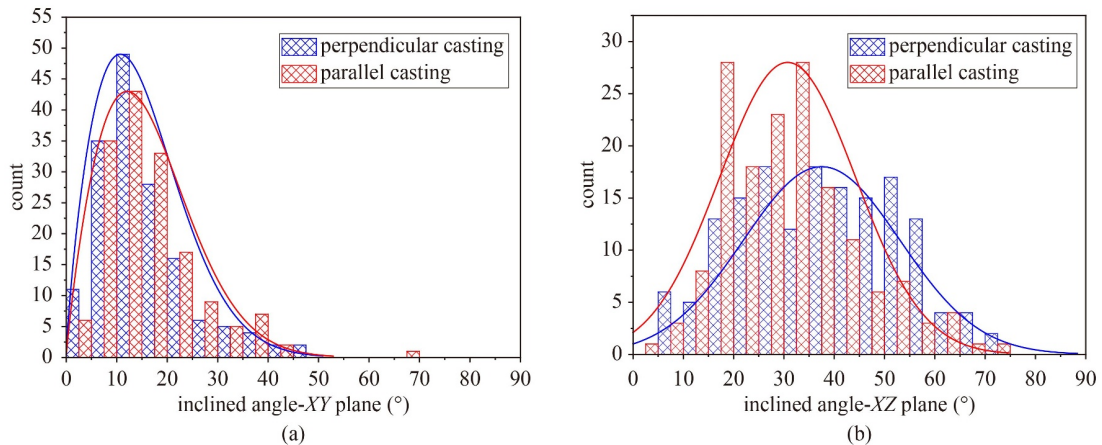 55
50
45
40
35
30
25
20
15
10
5
0
count
perpendicular casting
parallel casting
0 10 20 30 40 50 60 70 80 90
inclined angle-XY plane (°)
(a)
30
25
20
15
10
5
0
count
perpendicular casting
parallel casting
0 10 20 30 40 50 60 70 80 90
inclined angle-XZ plane (°)
(b)